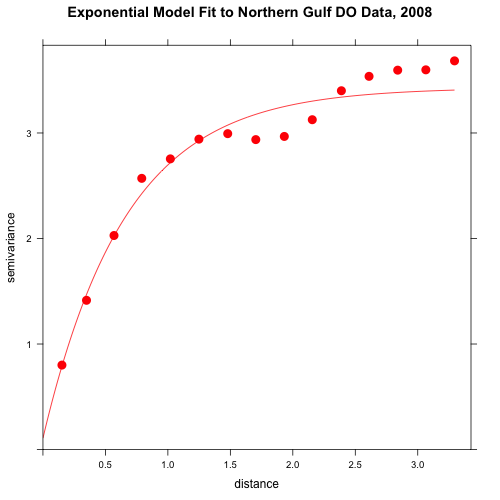 Exponential Model Fit to Northern Gulf DO Data, 2008
3
2
1
semivariance
0.5 1.0 1.5 2.0 2.5 3.0
distance